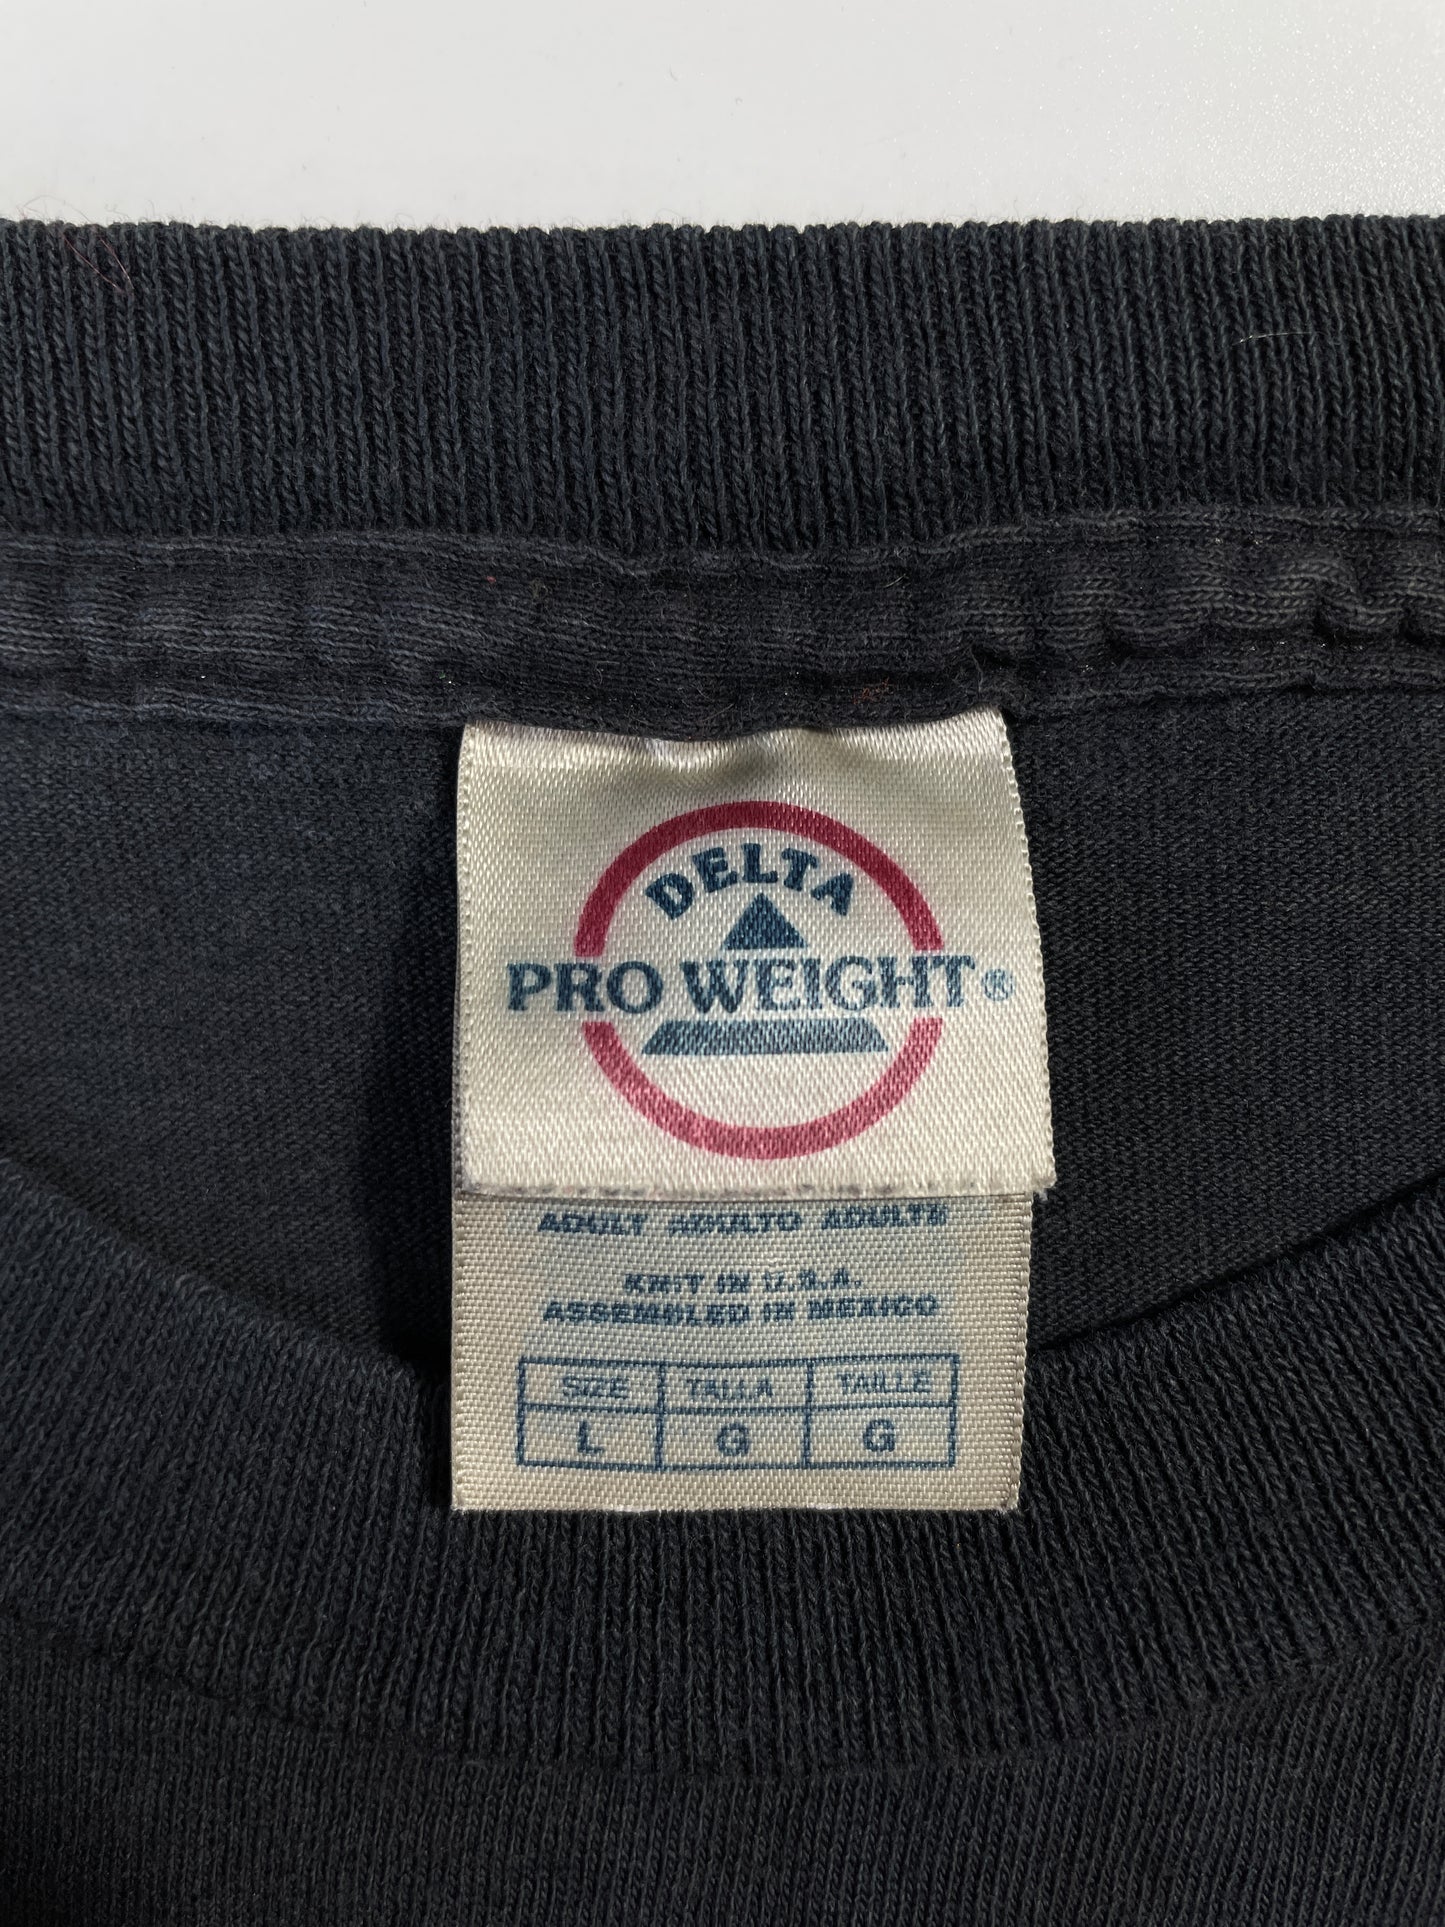 DELTA
PRO WEIGHT®
ADULT ADULTO ADULTE
KNIT IN U.S.A.
ASSEMBLED IN MEXICO
SIZE TALLA TAILLE
L G G